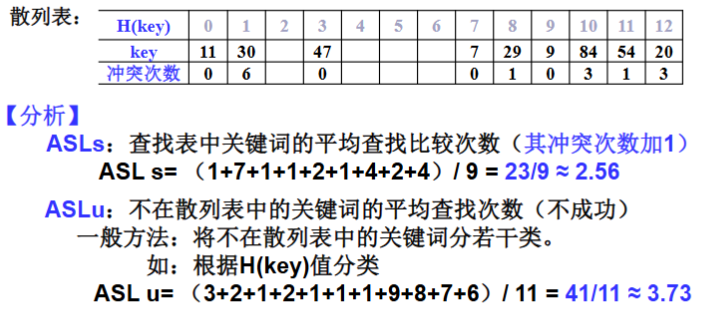 散列表：
H(key) 0 1 2 3 4 5 6 7 8 9 10 11 12
key 11 30 47 7 29 9 84 54 20
冲突次数 0 6 0 0 1 0 3 1 3
【分析】
ASLs：查找表中关键词的平均查找比较次数（其冲突次数加1）
ASL s= （1+7+1+1+2+1+4+2+4）/ 9 = 23/9 ≈ 2.56
ASLu：不在散列表中的关键词的平均查找次数（不成功）
一般方法：将不在散列表中的关键词分若干类。
如：根据H(key)值分类
ASL u= （3+2+1+2+1+1+1+9+8+7+6）/ 11 = 41/11 ≈ 3.73